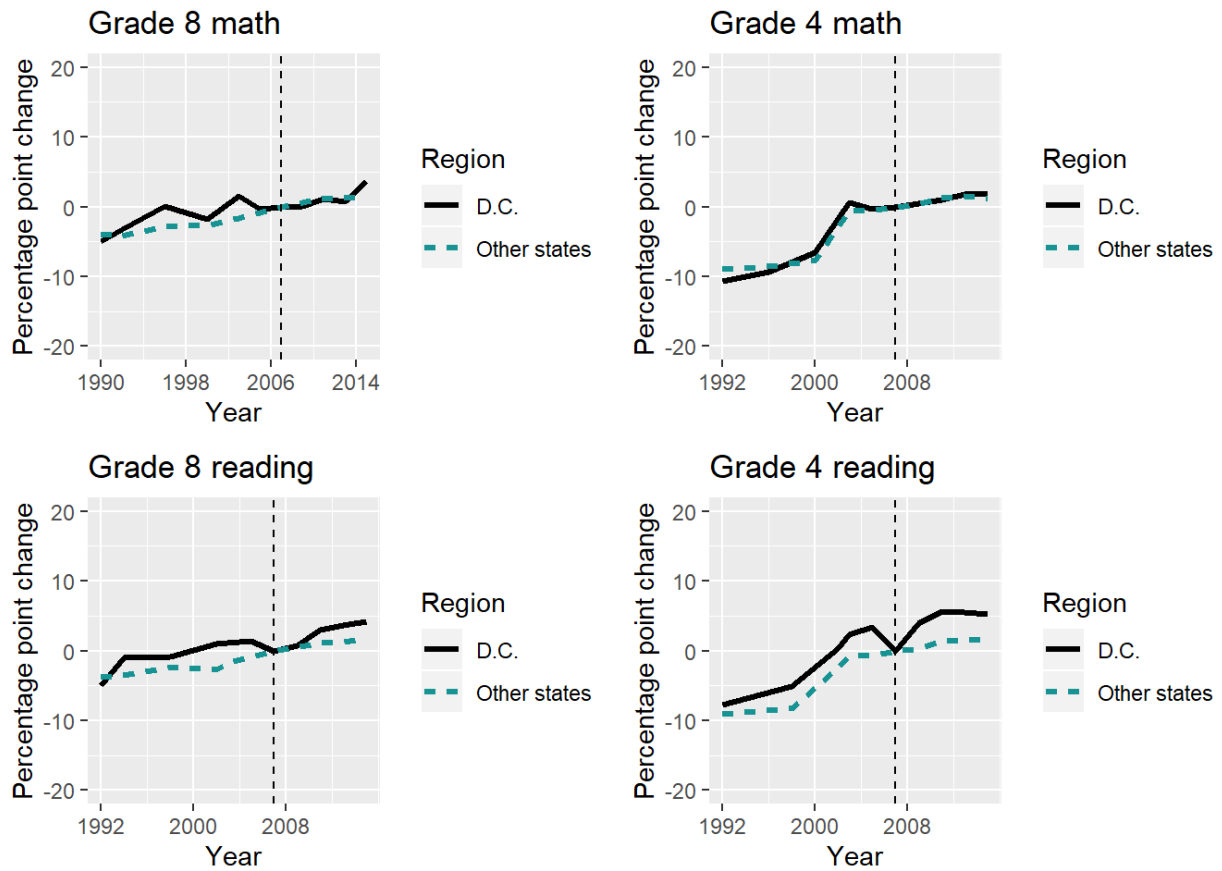 Grade 8 math
Percentage point change
20
10
0
-10
-20
1990
1998
2006
2014
Year
Region
D.C.
Other states
Grade 4 math
Percentage point change
20
10
0
-10
-20
1992
2000
2008
Year
Region
D.C.
Other states
Grade 8 reading
Percentage point change
20
10
0
-10
-20
1992
2000
2008
Year
Region
D.C.
Other states
Grade 4 reading
Percentage point change
20
10
0
-10
-20
1992
2000
2008
Year
Region
D.C.
Other states